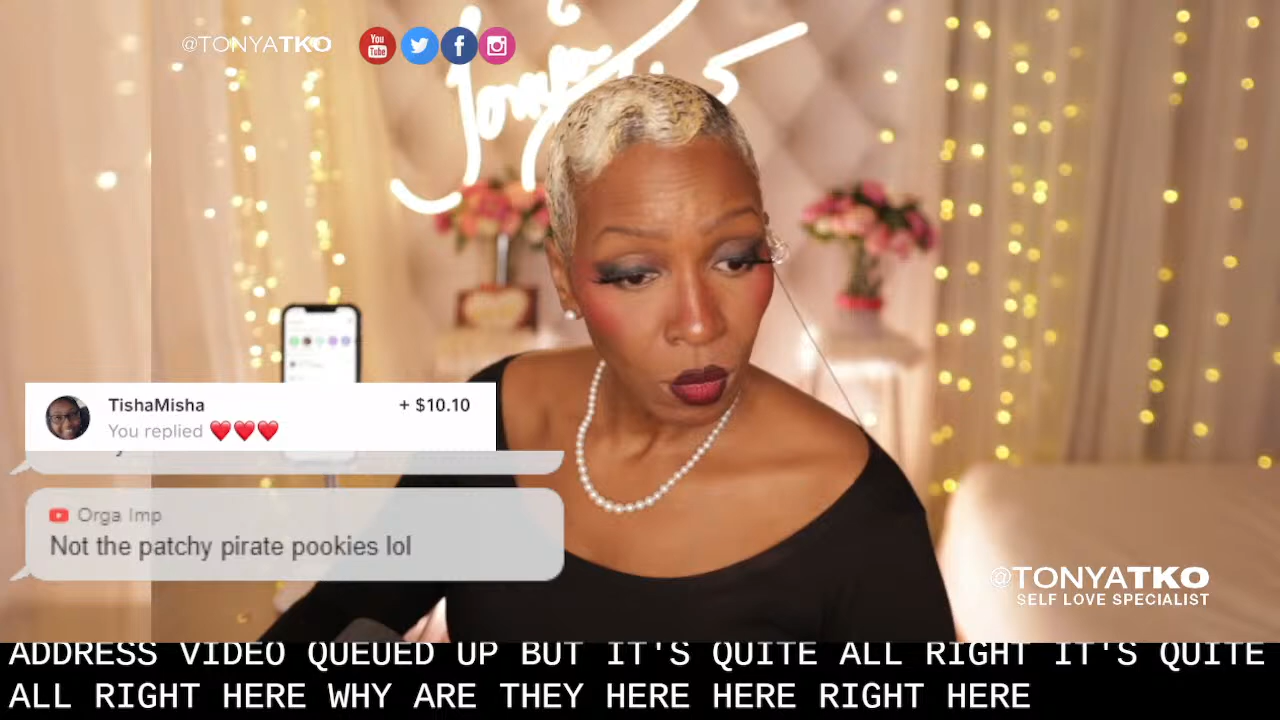 @TONYATKO
You
Tube
TishaMisha
+ $10.10
You replied ❤️❤️❤️
Orga Imp
Not the patchy pirate pookies lol
@TONYATKO
SELF LOVE SPECIALIST
ADDRESS VIDEO QUEUED UP BUT IT'S QUITE ALL RIGHT IT'S QUITE
ALL RIGHT HERE WHY ARE THEY HERE HERE RIGHT HERE